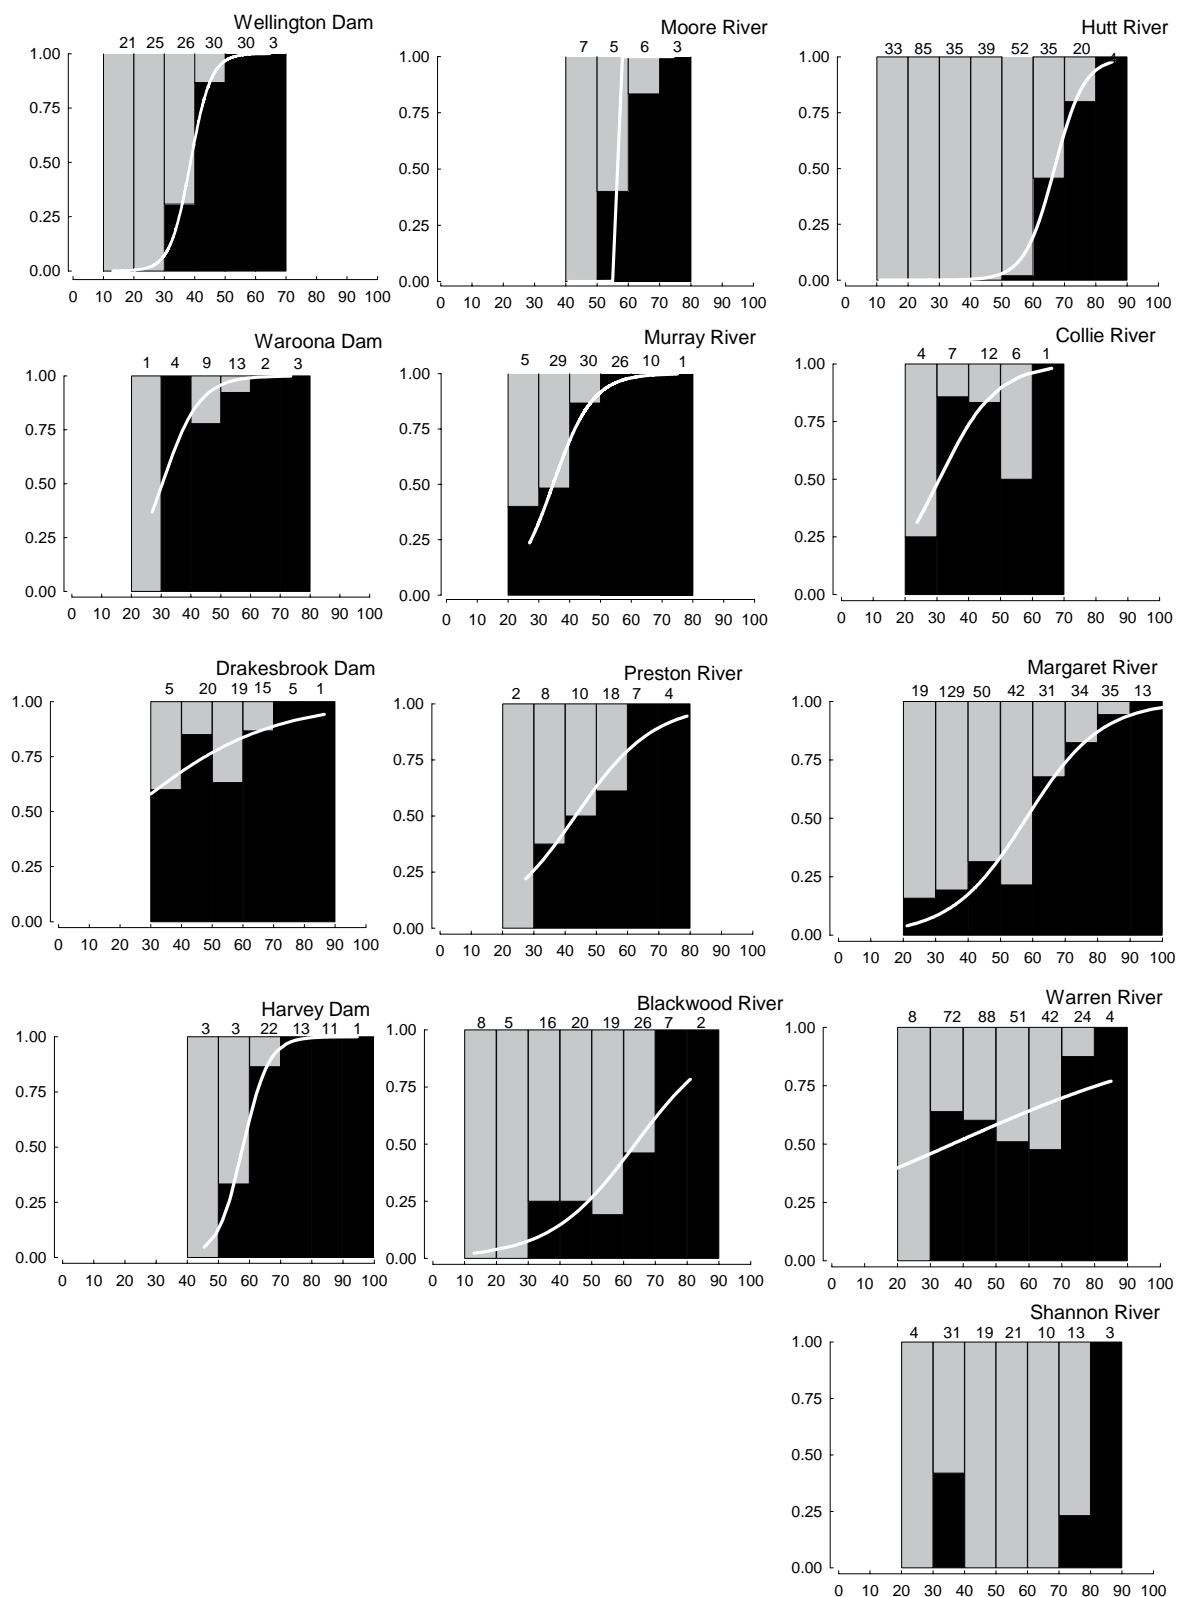 Wellington Dam
21 25 26 30 30 3
1.00
0.75
0.50
0.25
0.00
0 10 20 30 40 50 60 70 80 90 100
Moore River
7 5 6 3
1.00
0.75
0.50
0.25
0.00
0 10 20 30 40 50 60 70 80 90 100
Hutt River
33 85 35 39 52 35 20 4
1.00
0.75
0.50
0.25
0.00
0 10 20 30 40 50 60 70 80 90 100
Waroona Dam
1 4 9 13 2 3
1.00
0.75
0.50
0.25
0.00
0 10 20 30 40 50 60 70 80 90 100
Murray River
5 29 30 26 10 1
1.00
0.75
0.50
0.25
0.00
0 10 20 30 40 50 60 70 80 90 100
Collie River
4 7 12 6 1
1.00
0.75
0.50
0.25
0.00
0 10 20 30 40 50 60 70 80 90 100
Drakesbrook Dam
5 20 19 15 5 1
1.00
0.75
0.50
0.25
0.00
0 10 20 30 40 50 60 70 80 90 100
Preston River
2 8 10 18 7 4
1.00
0.75
0.50
0.25
0.00
0 10 20 30 40 50 60 70 80 90 100
Margaret River
19 129 50 42 31 34 35 13
1.00
0.75
0.50
0.25
0.00
0 10 20 30 40 50 60 70 80 90 100
Harvey Dam
3 3 22 13 11 1
1.00
0.75
0.50
0.25
0.00
0 10 20 30 40 50 60 70 80 90 100
Blackwood River
8 5 16 20 19 26 7 2
1.00
0.75
0.50
0.25
0.00
0 10 20 30 40 50 60 70 80 90 100
Warren River
8 72 88 51 42 24 4
1.00
0.75
0.50
0.25
0.00
0 10 20 30 40 50 60 70 80 90 100
Shannon River
4 31 19 21 10 13 3
1.00
0.75
0.50
0.25
0.00
0 10 20 30 40 50 60 70 80 90 100